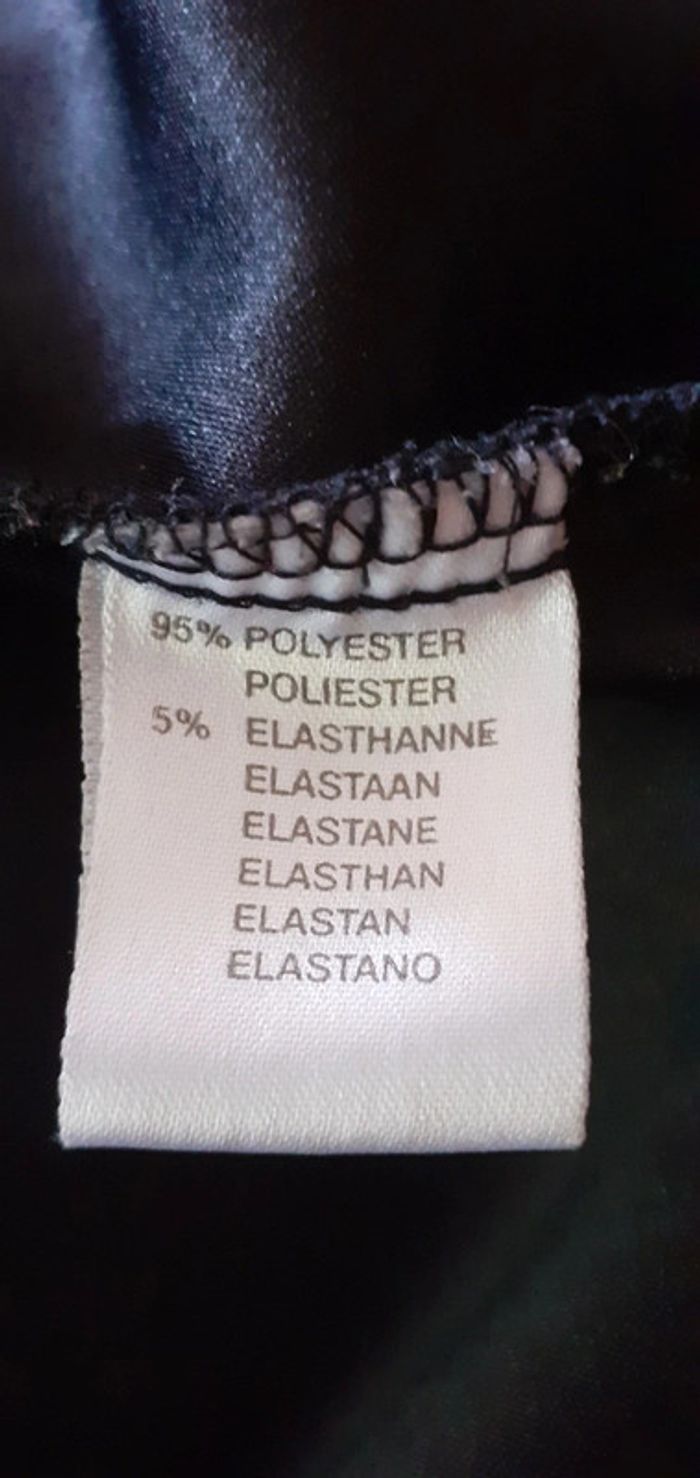 95% POLYESTER
POLIESTER
5% ELASTHANNE
ELASTAAN
ELASTANE
ELASTHAN
ELASTAN
ELASTANO